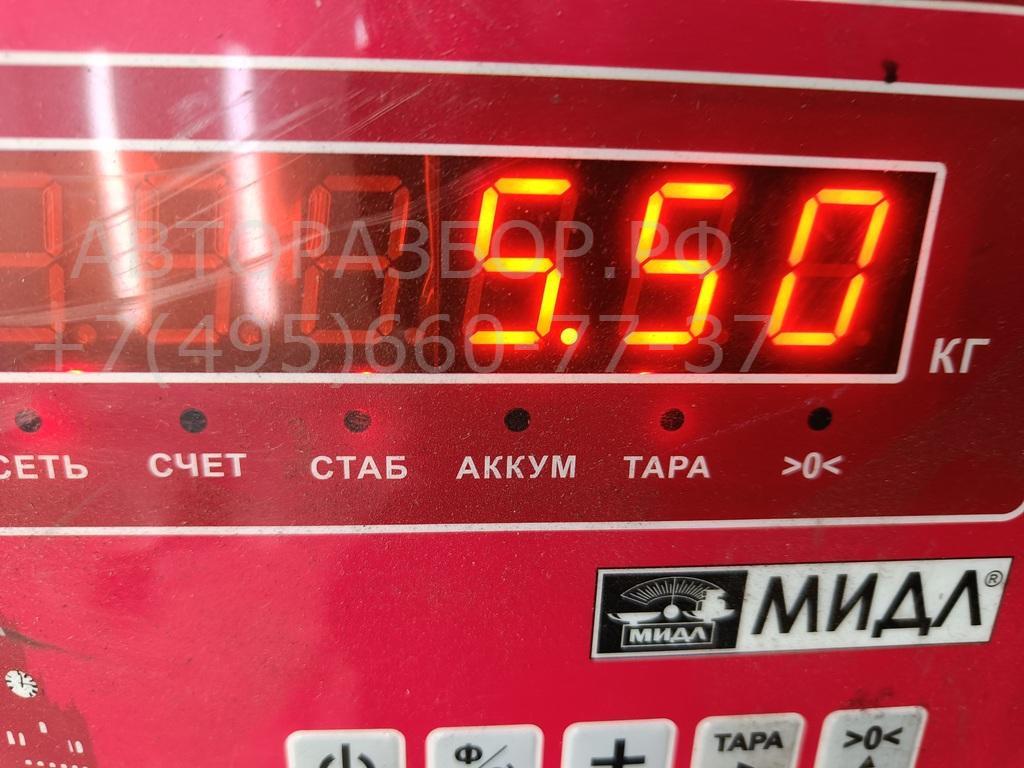 5.50
АВТОРАЗБОР.РФ
+7(495)660-77-37
КГ
СЕТЬ СЧЕТ СТАБ АККУМ ТАРА >0<
МИДЛ МИДЛ®
Ф/ + ТАРА >0<